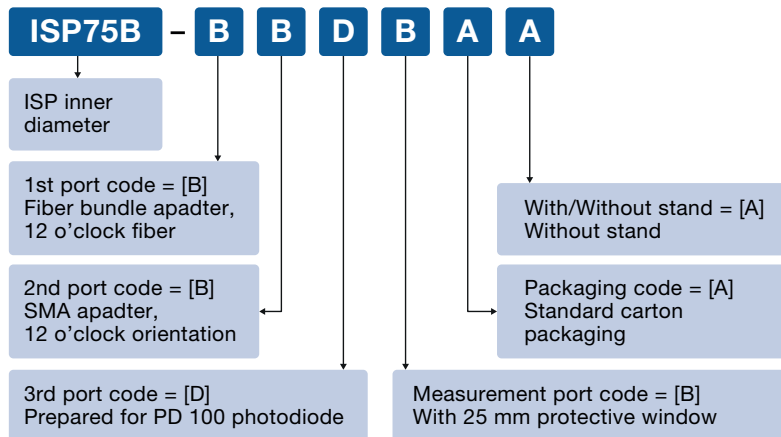 ISP75B – B B D B A A
ISP inner
diameter
1st port code = [B]
Fiber bundle apadter,
12 o’clock fiber
2nd port code = [B]
SMA apadter,
12 o’clock orientation
3rd port code = [D]
Prepared for PD 100 photodiode
With/Without stand = [A]
Without stand
Packaging code = [A]
Standard carton
packaging
Measurement port code = [B]
With 25 mm protective window